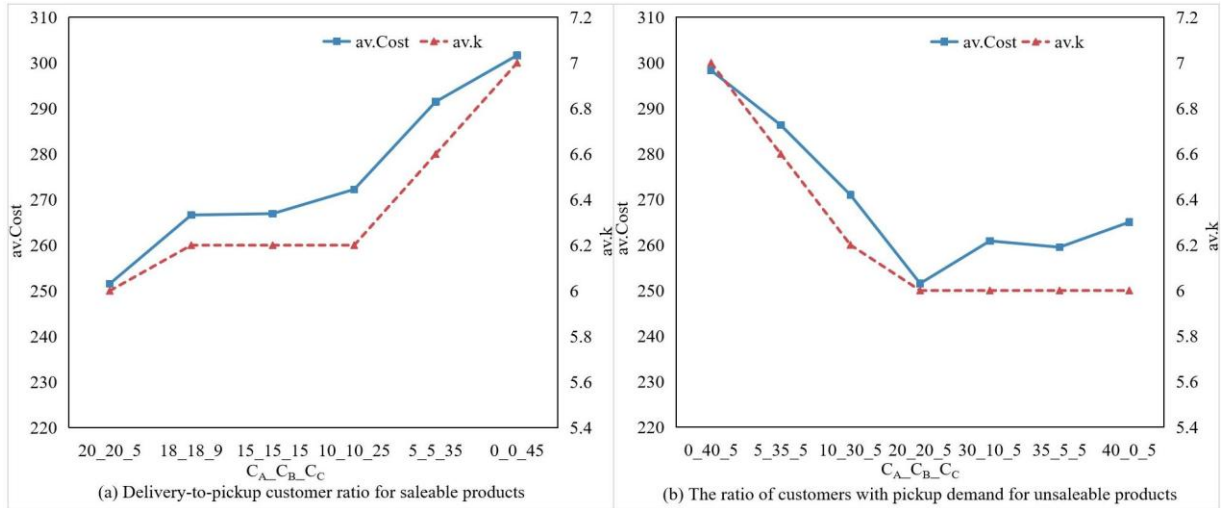 310
300
290
280
270
260
250
240
230
220
av.Cost
av.Cost
av.k
7.2
7
6.8
6.6
6.4
6.2
6
5.8
5.6
5.4
av.k
20_20_5 18_18_9 15_15_15 10_10_25 5_5_35 0_0_45
C_A_C_B_C_C
(a) Delivery-to-pickup customer ratio for saleable products
310
300
290
280
270
260
250
240
230
220
av.Cost
av.Cost
av.k
7.2
7
6.8
6.6
6.4
6.2
6
5.8
5.6
5.4
av.k
0_40_5 5_35_5 10_30_5 20_20_5 30_10_5 35_5_5 40_0_5
C_A_C_B_C_C
(b) The ratio of customers with pickup demand for unsaleable products